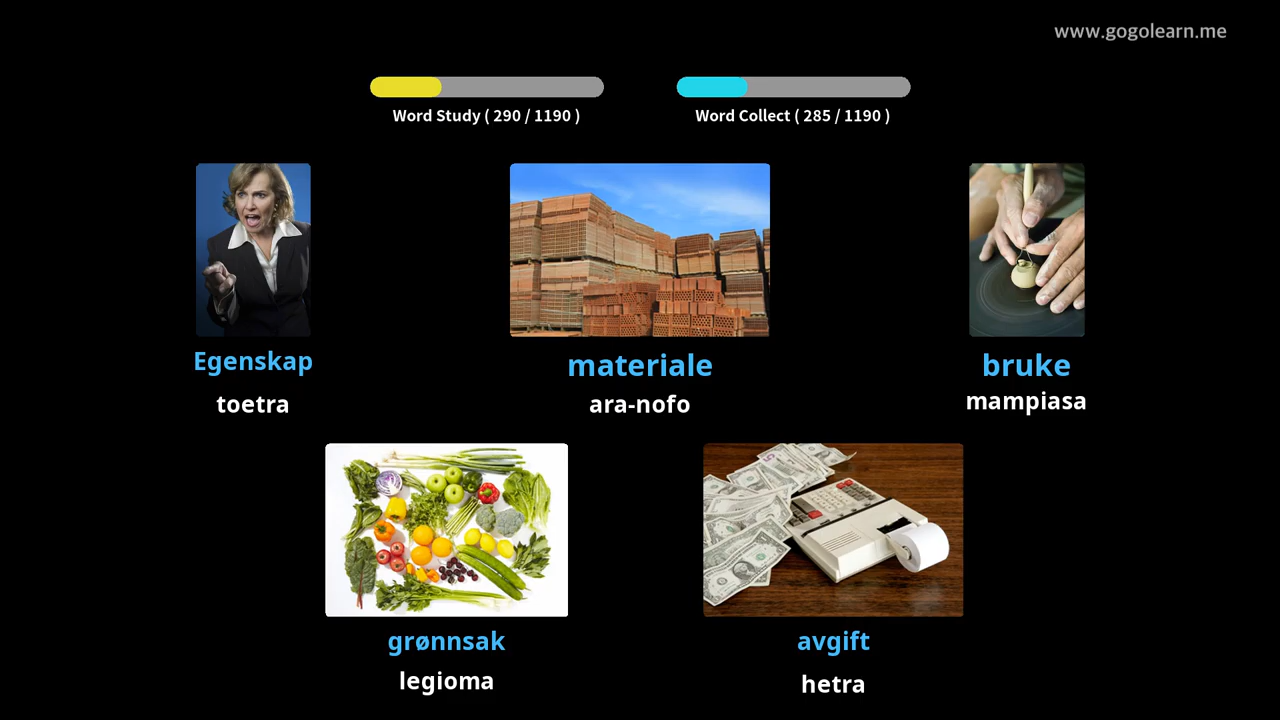 www.gogolearn.me
Word Study ( 290 / 1190 )
Word Collect ( 285 / 1190 )
Egenskap
toetra
materiale
ara-nofo
bruke
mampiasa
grønnsak
legioma
avgift
hetra